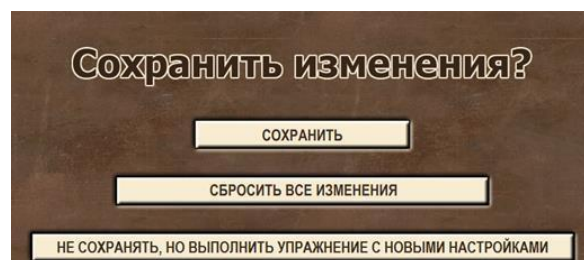 Сохранить изменения?
СОХРАНИТЬ
СБРОСИТЬ ВСЕ ИЗМЕНЕНИЯ
НЕ СОХРАНЯТЬ, НО ВЫПОЛНИТЬ УПРАЖНЕНИЕ С НОВЫМИ НАСТРОЙКАМИ